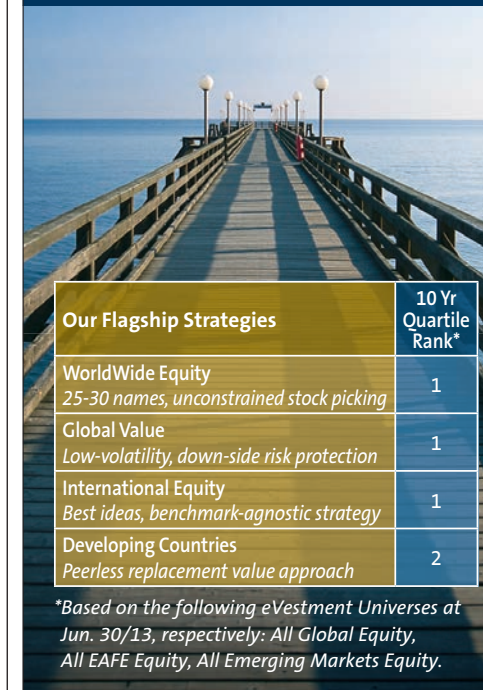 Our Flagship Strategies
10 Yr
Quartile
Rank*
WorldWide Equity
25-30 names, unconstrained stock picking
1
Global Value
Low-volatility, down-side risk protection
1
International Equity
Best ideas, benchmark-agnostic strategy
1
Developing Countries
Peerless replacement value approach
2
*Based on the following eVestment Universes at
Jun. 30/13, respectively: All Global Equity,
All EAFE Equity, All Emerging Markets Equity.